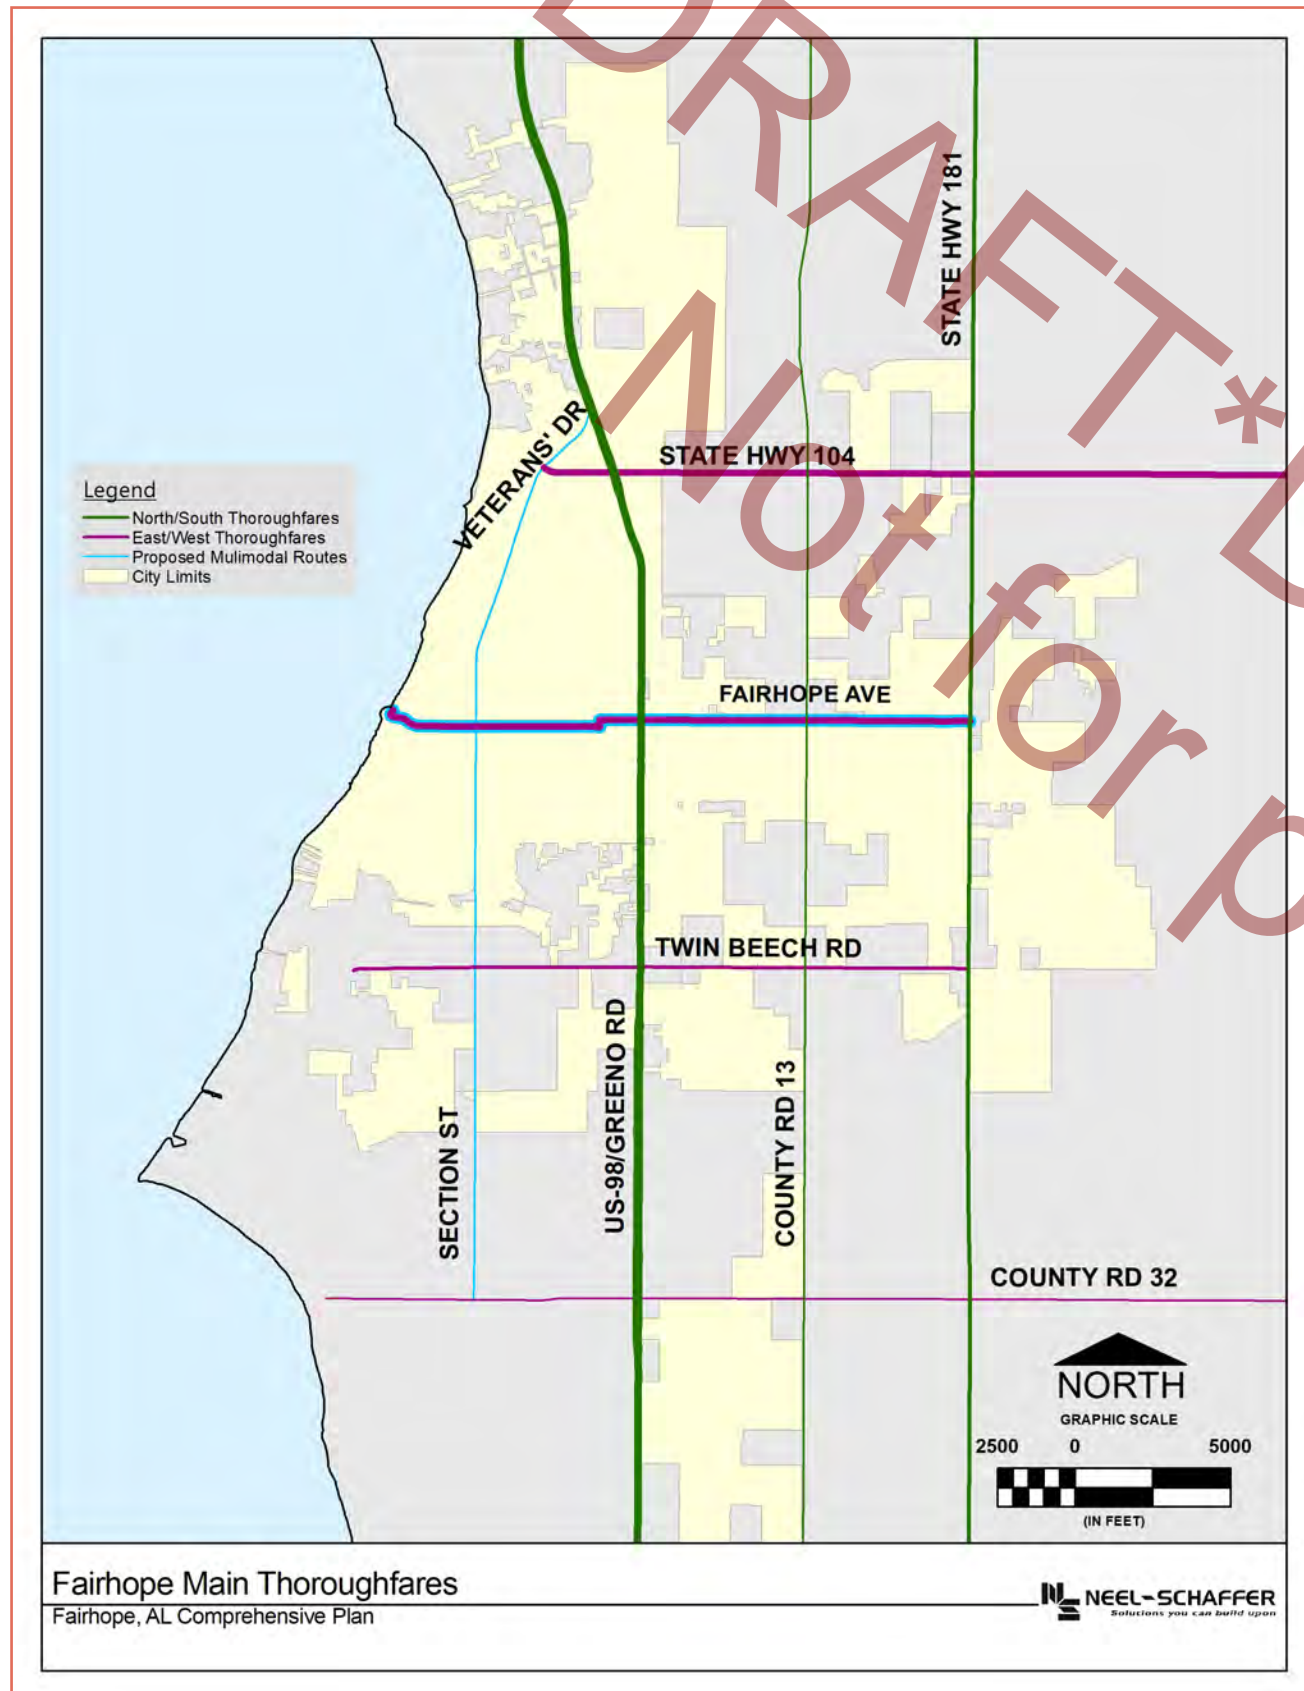 DRAFT*D
Not for p
STATE HWY 181
VETERANS' DR
STATE HWY 104
Legend
North/South Thoroughfares
East/West Thoroughfares
Proposed Mulimodal Routes
City Limits
FAIRHOPE AVE
TWIN BEECH RD
US-98/GREENO RD
COUNTY RD 13
SECTION ST
COUNTY RD 32
NORTH
GRAPHIC SCALE
2500 0 5000
(IN FEET)
Fairhope Main Thoroughfares
Fairhope, AL Comprehensive Plan
NEEL-SCHAFFER
Solutions you can build upon